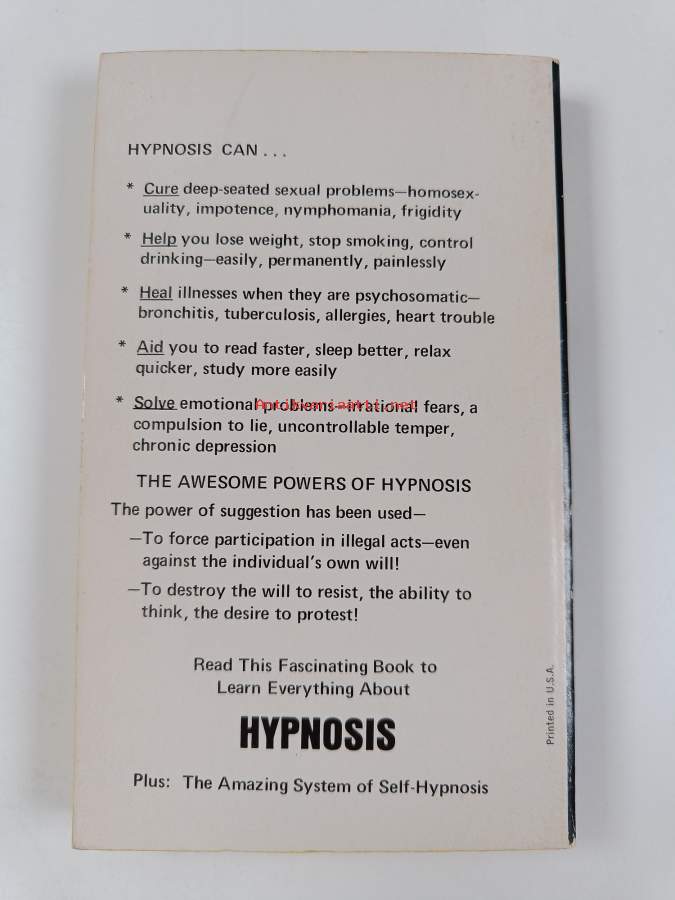 HYPNOSIS CAN . . .
* Cure deep-seated sexual problems—homosex-
uality, impotence, nymphomania, frigidity
* Help you lose weight, stop smoking, control
drinking—easily, permanently, painlessly
* Heal illnesses when they are psychosomatic—
bronchitis, tuberculosis, allergies, heart trouble
* Aid you to read faster, sleep better, relax
quicker, study more easily
* Solve emotional problems—irrational fears, a
compulsion to lie, uncontrollable temper,
chronic depression
Antikvariaatti.net
THE AWESOME POWERS OF HYPNOSIS
The power of suggestion has been used—
—To force participation in illegal acts—even
against the individual's own will!
—To destroy the will to resist, the ability to
think, the desire to protest!
Read This Fascinating Book to
Learn Everything About
HYPNOSIS
Plus: The Amazing System of Self-Hypnosis
Printed in U.S.A.